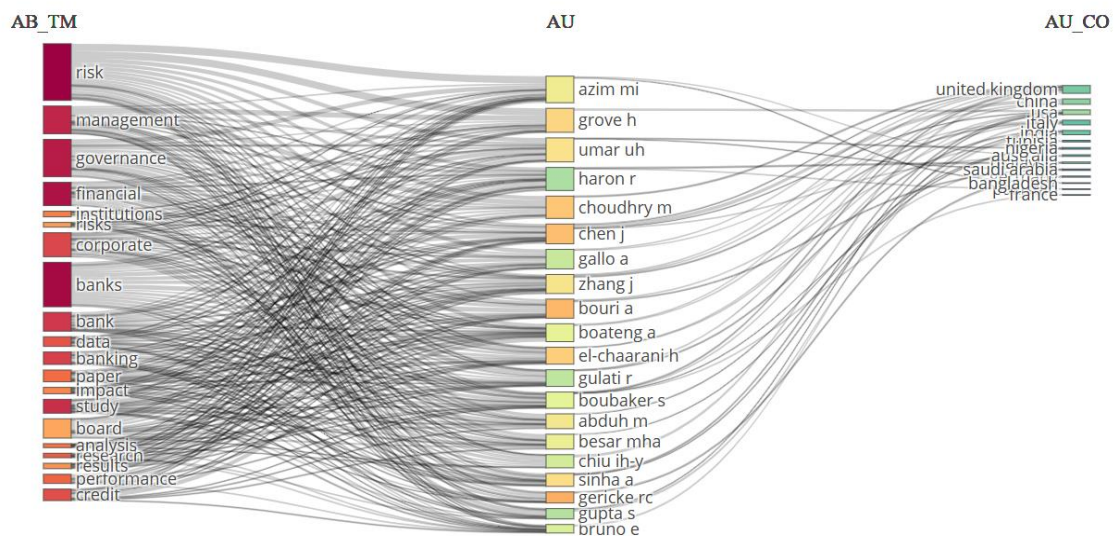 AB_TM
AU
AU_CO
risk
management
governance
financial
institutions
risks
corporate
banks
bank
data
banking
paper
impact
study
board
analysis
research
results
performance
credit
azim mi
grove h
umar uh
haron r
choudhry m
chen j
gallo a
zhang j
bouri a
boateng a
el-chaarani h
gulati r
boubaker s
abduh m
besar mha
chiu ih-y
sinha a
gericke rc
gupta s
bruno e
united kingdom
china
usa
italy
india
tunisia
nigeria
australia
saudi arabia
bangladesh
france